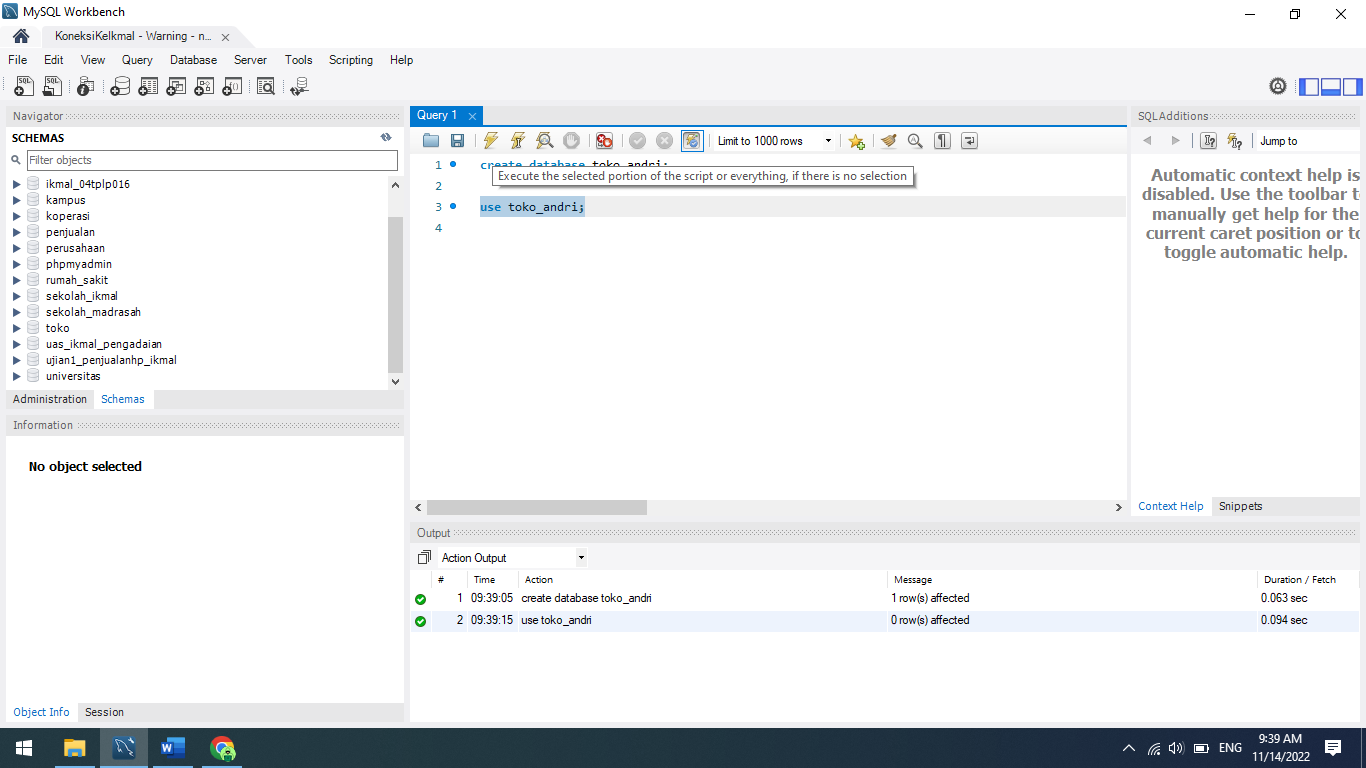 MySQL Workbench
KoneksiKelkmal - Warning - n...
File Edit View Query Database Server Tools Scripting Help
Navigator
SCHEMAS
Filter objects
ikmal_04tplp016
kampus
koperasi
penjualan
perusahaan
phpmyadmin
rumah_sakit
sekolah_ikmal
sekolah_madrasah
toko
uas_ikmal_pengadaian
ujian1_penjualanhp_ikmal
universitas
Administration Schemas
Information
No object selected
Object Info Session
Query 1
Limit to 1000 rows
1 create database toko_andri;
Execute the selected portion of the script or everything, if there is no selection
2
3 use toko_andri;
4
SQLAdditions
Jump to
Automatic context help is
disabled. Use the toolbar to
manually get help for the
current caret position or to
toggle automatic help.
Context Help Snippets
Output
Action Output
# Time Action Message Duration / Fetch
1 09:39:05 create database toko_andri 1 row(s) affected 0.063 sec
2 09:39:15 use toko_andri 0 row(s) affected 0.094 sec
ENG
9:39 AM
11/14/2022